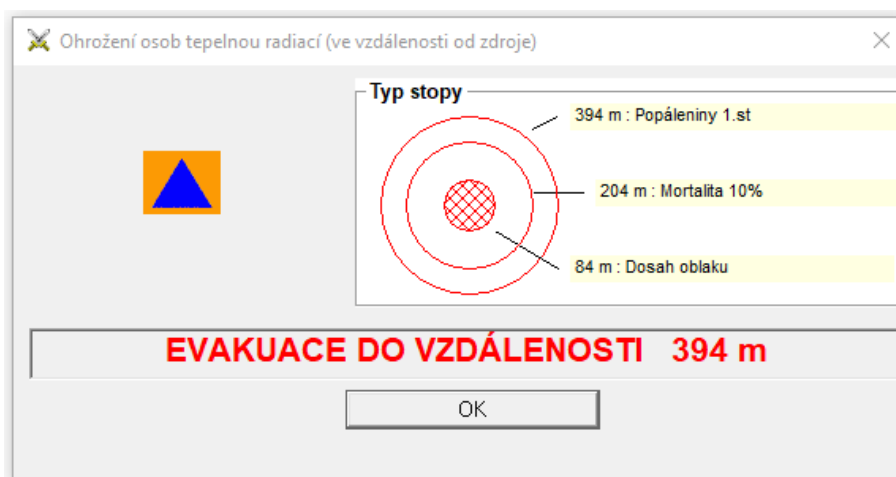 Ohrožení osob tepelnou radiací (ve vzdálenosti od zdroje)
Typ stopy
394 m : Popáleniny 1.st
204 m : Mortalita 10%
84 m : Dosah oblaku
EVAKUACE DO VZDÁLENOSTI 394 m
OK